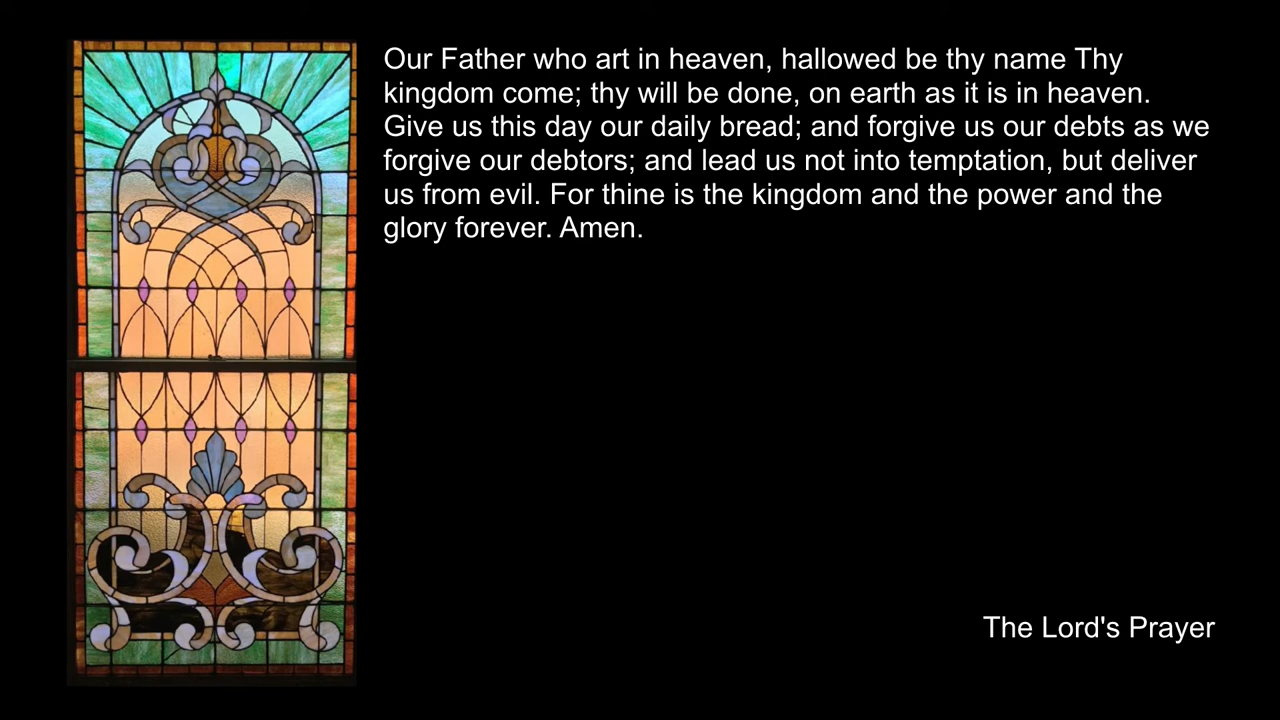 Our Father who art in heaven, hallowed be thy name Thy
kingdom come; thy will be done, on earth as it is in heaven.
Give us this day our daily bread; and forgive us our debts as we
forgive our debtors; and lead us not into temptation, but deliver
us from evil. For thine is the kingdom and the power and the
glory forever. Amen.
The Lord's Prayer